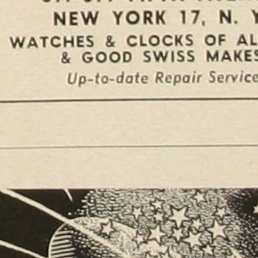 NEW YORK 17, N. Y
WATCHES & CLOCKS OF AL
& GOOD SWISS MAKES
Up-to-date Repair Service